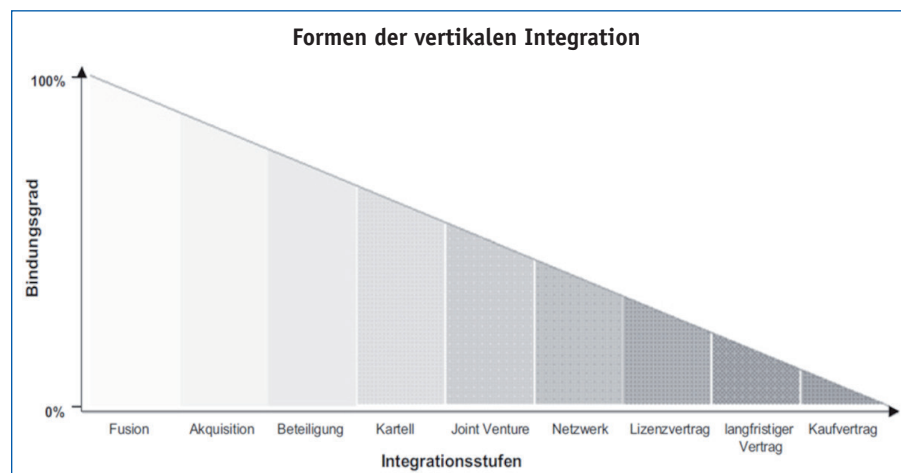 Formen der vertikalen Integration
100%
Bindungsgrad
0%
Fusion
Akquisition
Beteiligung
Kartell
Joint Venture
Netzwerk
Lizenzvertrag
langfristiger
Vertrag
Kaufvertrag
Integrationsstufen